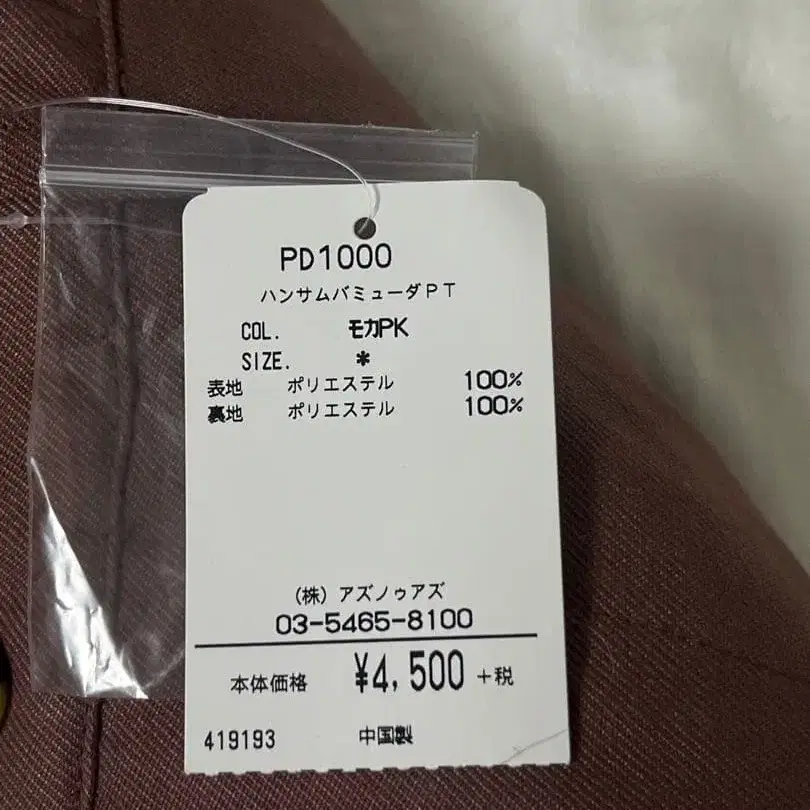 PD1000
ハンサムバミューダPT
COL. モカPK
SIZE. *
表地 ポリエステル 100%
裏地 ポリエステル 100%
(株) アズノゥアズ
03-5465-8100
本体価格 ¥4,500 +税
419193 中国製